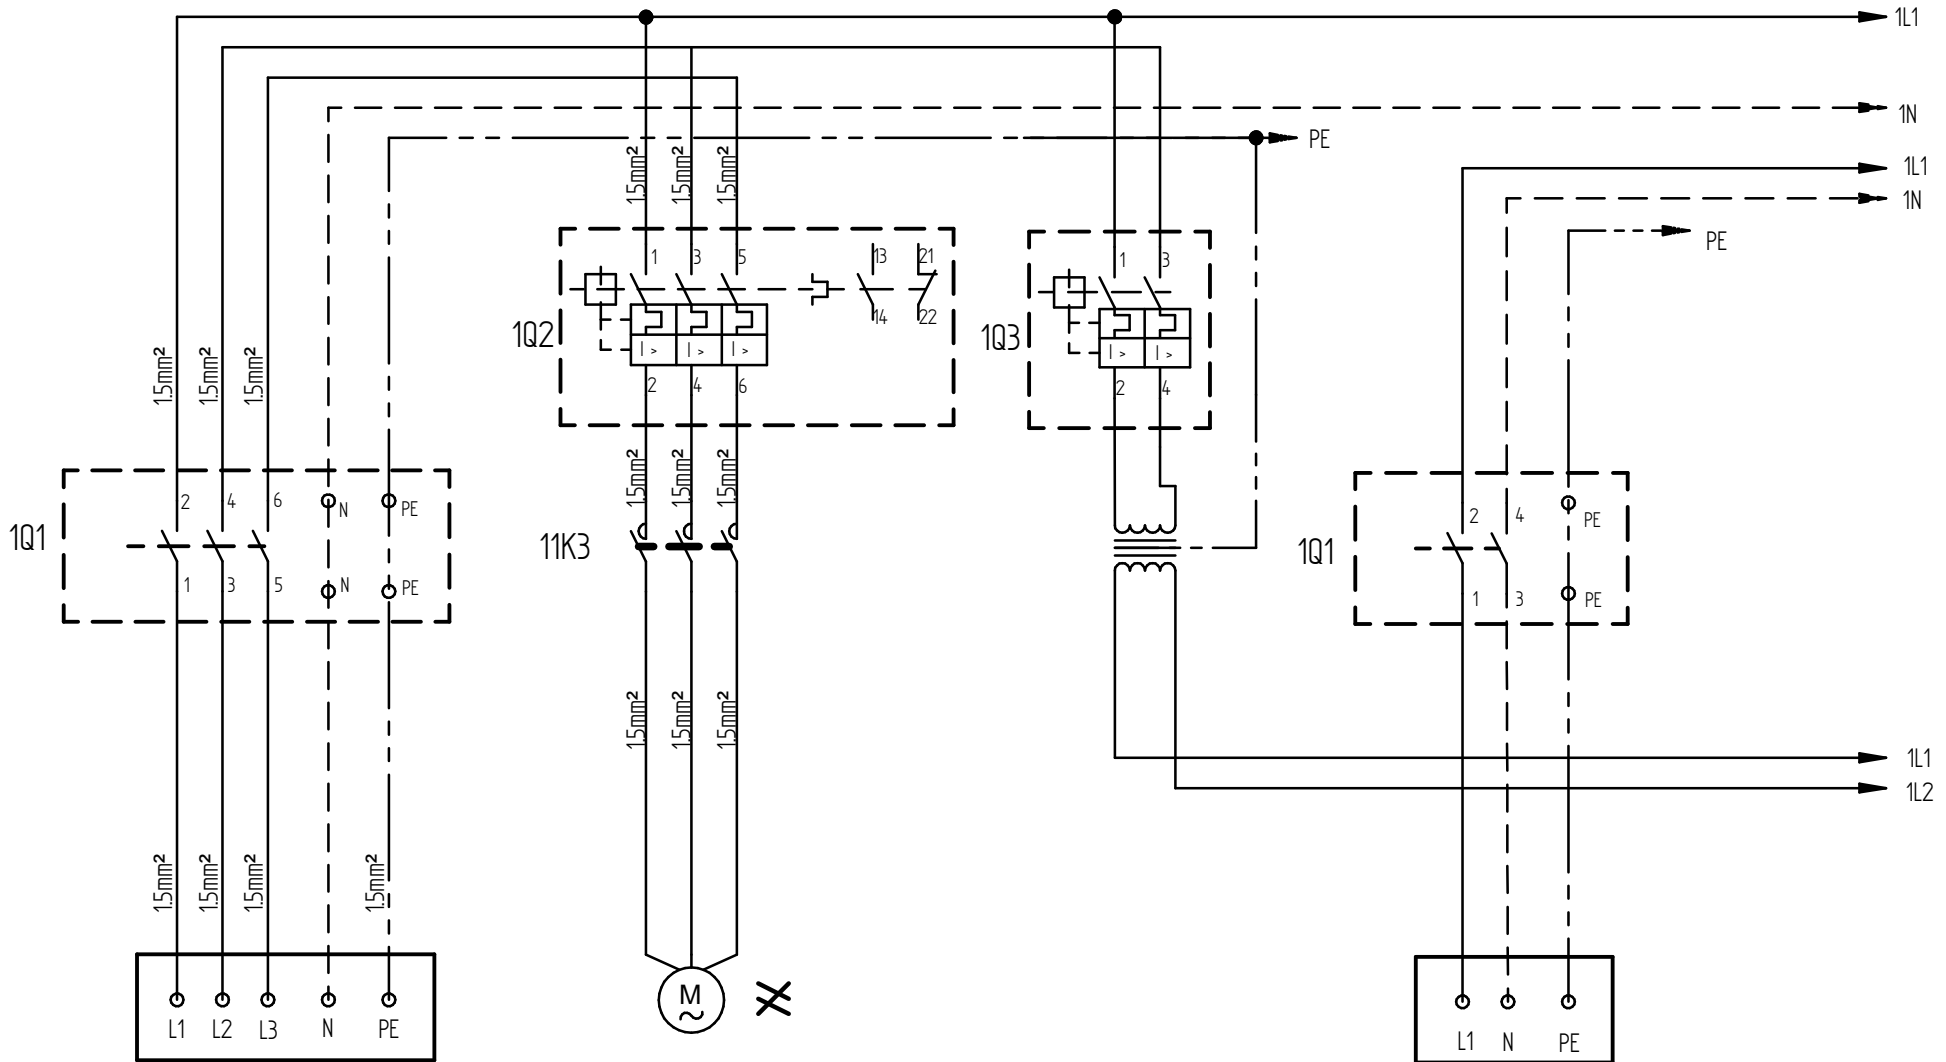 1L1
1N
PE
1L1
1N
PE
1.5mm² 1.5mm² 1.5mm²
1 3 5 13 21
1 3
14 22
1Q2
1Q3
I > I > I >
I > I >
2 4 6
2 4
1.5mm² 1.5mm² 1.5mm²
1.5mm² 1.5mm² 1.5mm²
1Q1
2 4 6 N PE
1 3 5 N PE
11K3
1Q1
2 4 PE
1 3 PE
1.5mm² 1.5mm² 1.5mm²
1L1
1L2
1.5mm² 1.5mm² 1.5mm² 1.5mm²
M
~
L1 L2 L3 N PE
L1 N PE